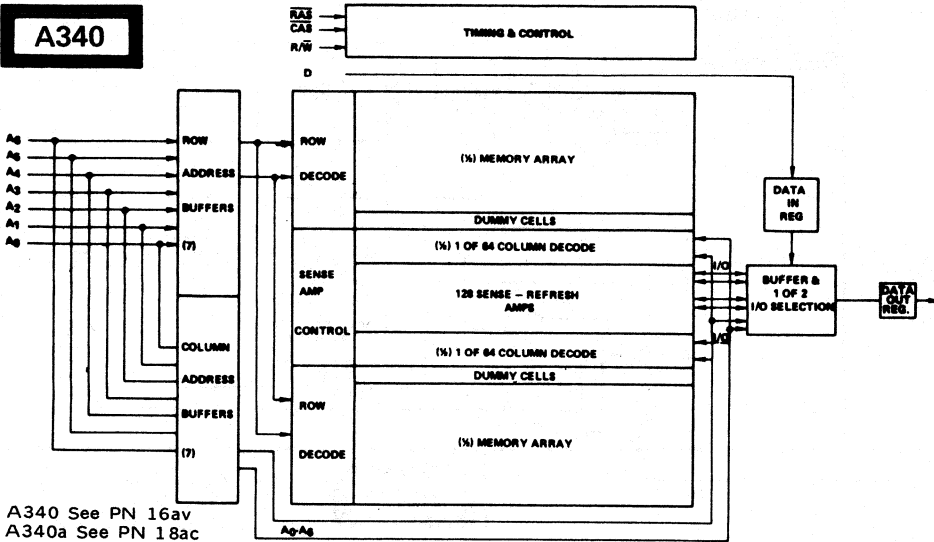 A340
RAS
CAS
R/W
TIMING & CONTROL
D
A6
A5
A4
A3
A2
A1
A0
ROW
ADDRESS
BUFFERS
(7)
COLUMN
ADDRESS
BUFFERS
(7)
ROW
DECODE
SENSE
AMP
CONTROL
ROW
DECODE
(½) MEMORY ARRAY
DUMMY CELLS
(½) 1 OF 64 COLUMN DECODE
128 SENSE – REFRESH
AMPS
(½) 1 OF 64 COLUMN DECODE
DUMMY CELLS
(½) MEMORY ARRAY
DATA
IN
REG
I/O
BUFFER &
1 OF 2
I/O SELECTION
I/O
DATA
OUT
REG.
A0-A6
A340 See PN 16av
A340a See PN 18ac